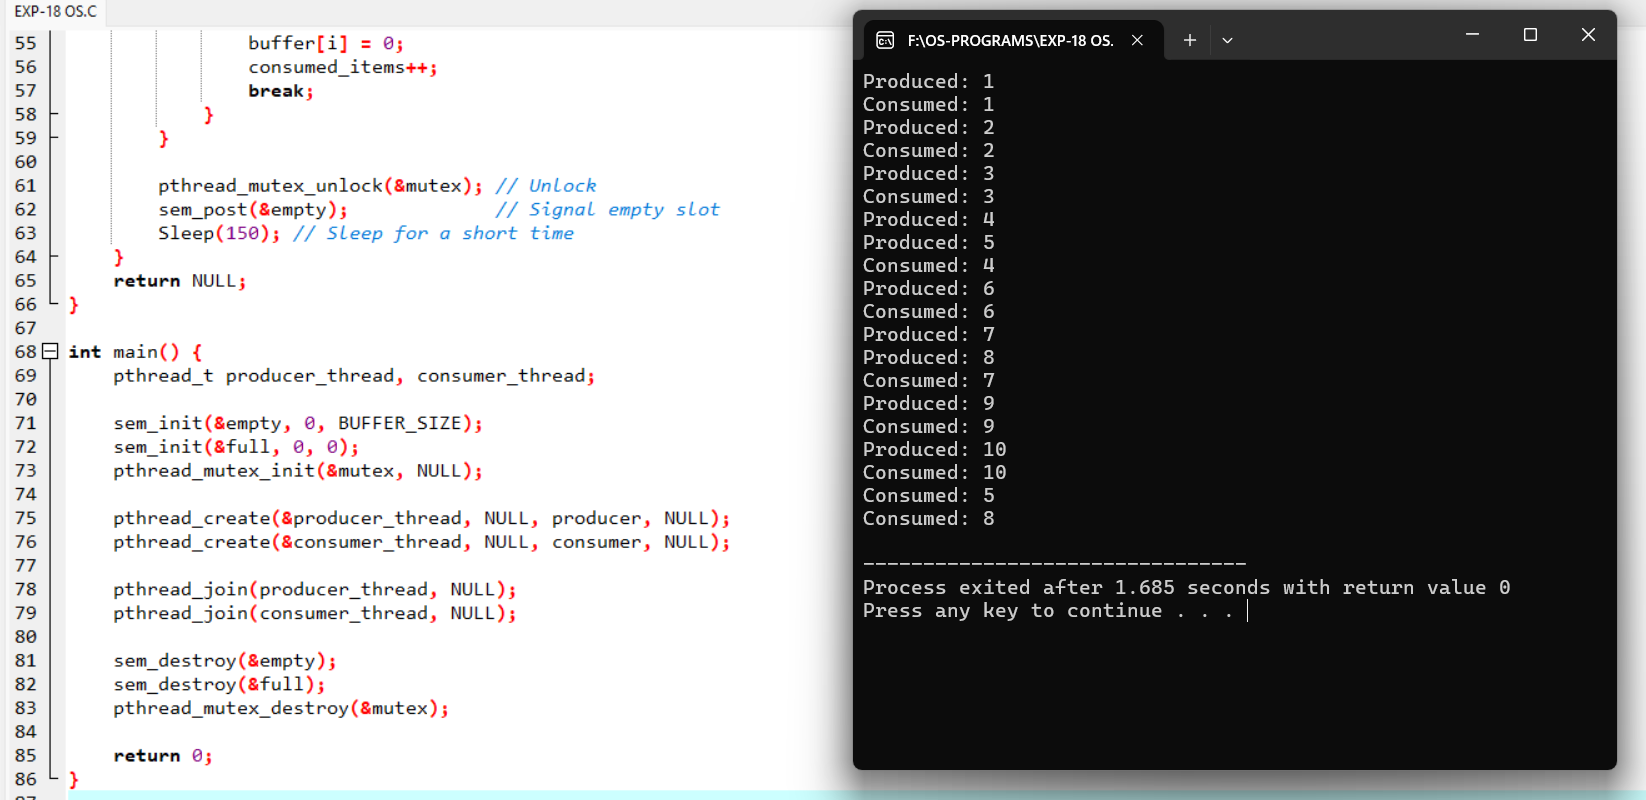 EXP-18 OS.C
55 buffer[i] = 0;
56 consumed_items++;
57 break;
58 }
59 }
60
61 pthread_mutex_unlock(&mutex); // Unlock
62 sem_post(&empty); // Signal empty slot
63 Sleep(150); // Sleep for a short time
64 }
65 return NULL;
66 }
67
68 int main() {
69 pthread_t producer_thread, consumer_thread;
70
71 sem_init(&empty, 0, BUFFER_SIZE);
72 sem_init(&full, 0, 0);
73 pthread_mutex_init(&mutex, NULL);
74
75 pthread_create(&producer_thread, NULL, producer, NULL);
76 pthread_create(&consumer_thread, NULL, consumer, NULL);
77
78 pthread_join(producer_thread, NULL);
79 pthread_join(consumer_thread, NULL);
80
81 sem_destroy(&empty);
82 sem_destroy(&full);
83 pthread_mutex_destroy(&mutex);
84
85 return 0;
86 }
F:\OS-PROGRAMS\EXP-18 OS.
Produced: 1
Consumed: 1
Produced: 2
Consumed: 2
Produced: 3
Consumed: 3
Produced: 4
Produced: 5
Consumed: 4
Produced: 6
Consumed: 6
Produced: 7
Produced: 8
Consumed: 7
Produced: 9
Consumed: 9
Produced: 10
Consumed: 10
Consumed: 5
Consumed: 8
--------------------------------
Process exited after 1.685 seconds with return value 0
Press any key to continue . . .